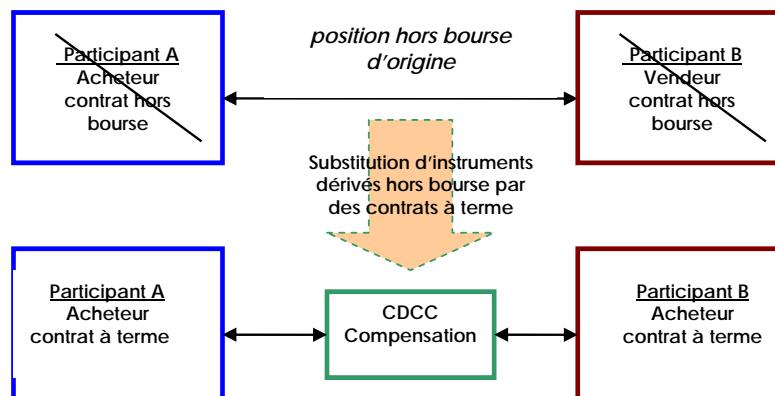 Participant A
Acheteur
contrat hors
bourse
position hors bourse
d'origine
Participant B
Vendeur
contrat hors
bourse
Substitution d'instruments
dérivés hors bourse par
des contrats à terme
Participant A
Acheteur
contrat à terme
CDCC
Compensation
Participant B
Acheteur
contrat à terme